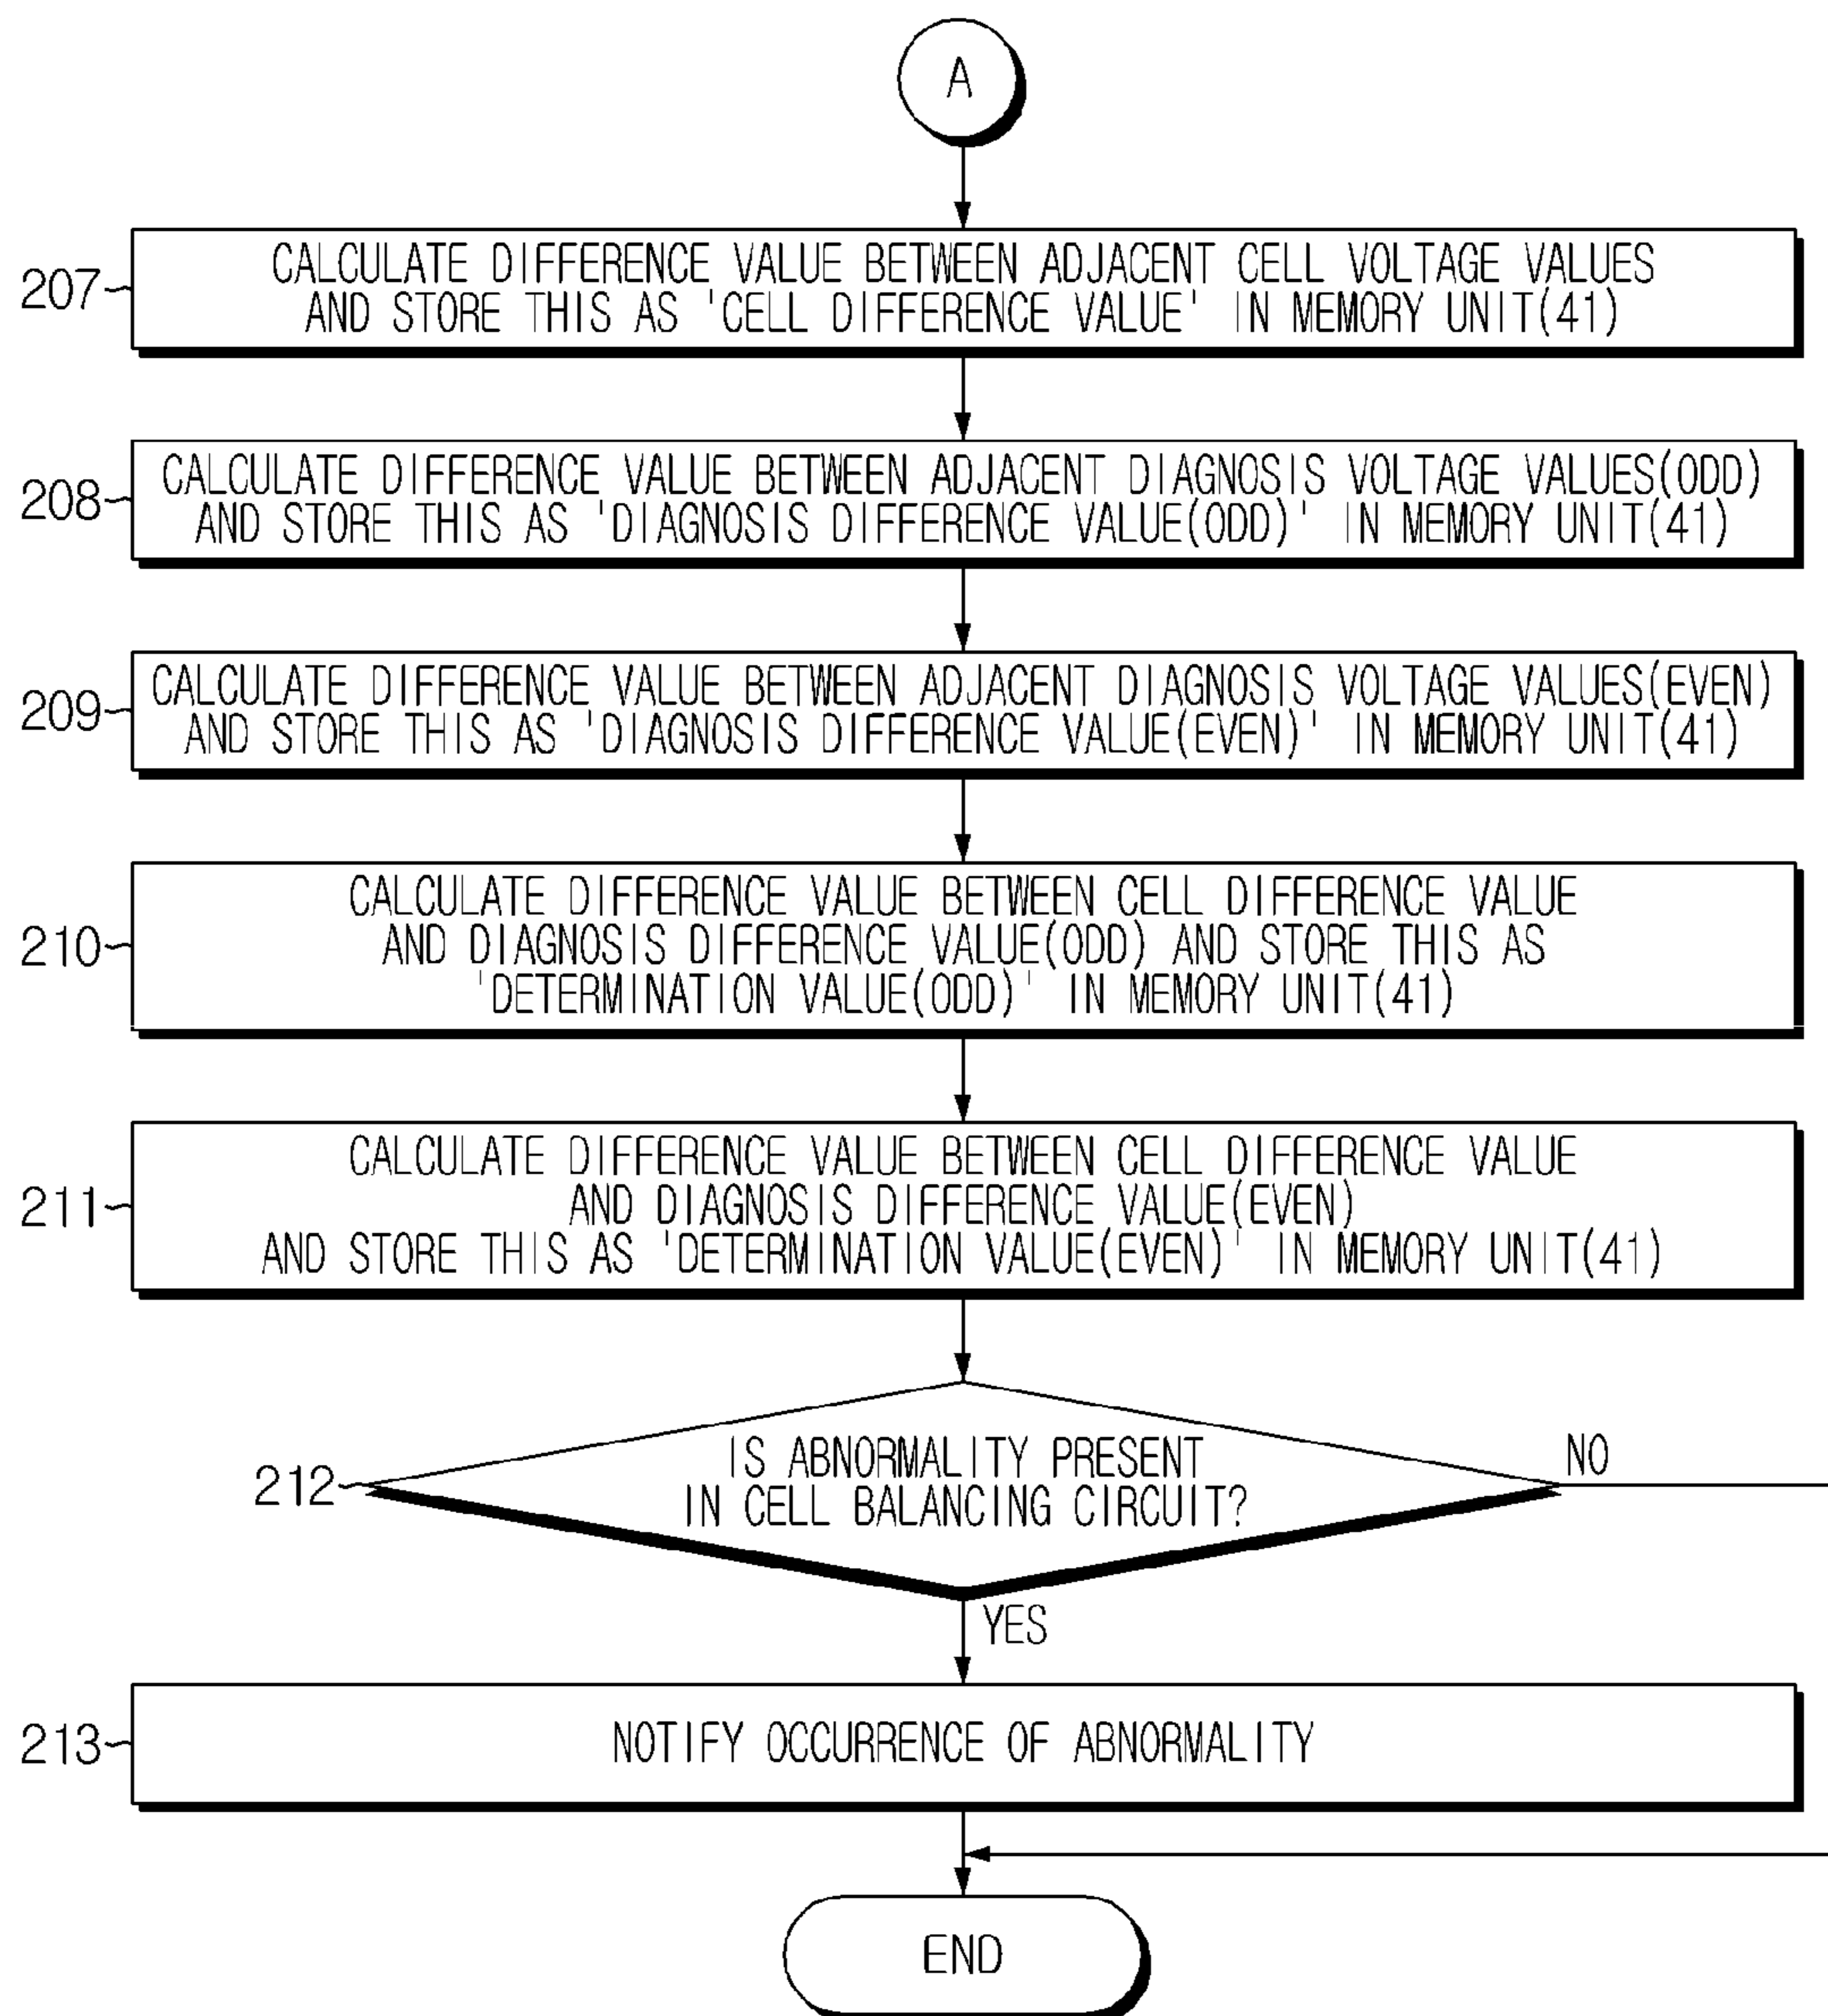 A
207
CALCULATE DIFFERENCE VALUE BETWEEN ADJACENT CELL VOLTAGE VALUES
AND STORE THIS AS 'CELL DIFFERENCE VALUE' IN MEMORY UNIT(41)
208
CALCULATE DIFFERENCE VALUE BETWEEN ADJACENT DIAGNOSIS VOLTAGE VALUES(ODD)
AND STORE THIS AS 'DIAGNOSIS DIFFERENCE VALUE(ODD)' IN MEMORY UNIT(41)
209
CALCULATE DIFFERENCE VALUE BETWEEN ADJACENT DIAGNOSIS VOLTAGE VALUES(EVEN)
AND STORE THIS AS 'DIAGNOSIS DIFFERENCE VALUE(EVEN)' IN MEMORY UNIT(41)
210
CALCULATE DIFFERENCE VALUE BETWEEN CELL DIFFERENCE VALUE
AND DIAGNOSIS DIFFERENCE VALUE(ODD) AND STORE THIS AS
'DETERMINATION VALUE(ODD)' IN MEMORY UNIT(41)
211
CALCULATE DIFFERENCE VALUE BETWEEN CELL DIFFERENCE VALUE
AND DIAGNOSIS DIFFERENCE VALUE(EVEN)
AND STORE THIS AS 'DETERMINATION VALUE(EVEN)' IN MEMORY UNIT(41)
212
IS ABNORMALITY PRESENT
IN CELL BALANCING CIRCUIT?
NO
YES
213
NOTIFY OCCURRENCE OF ABNORMALITY
END